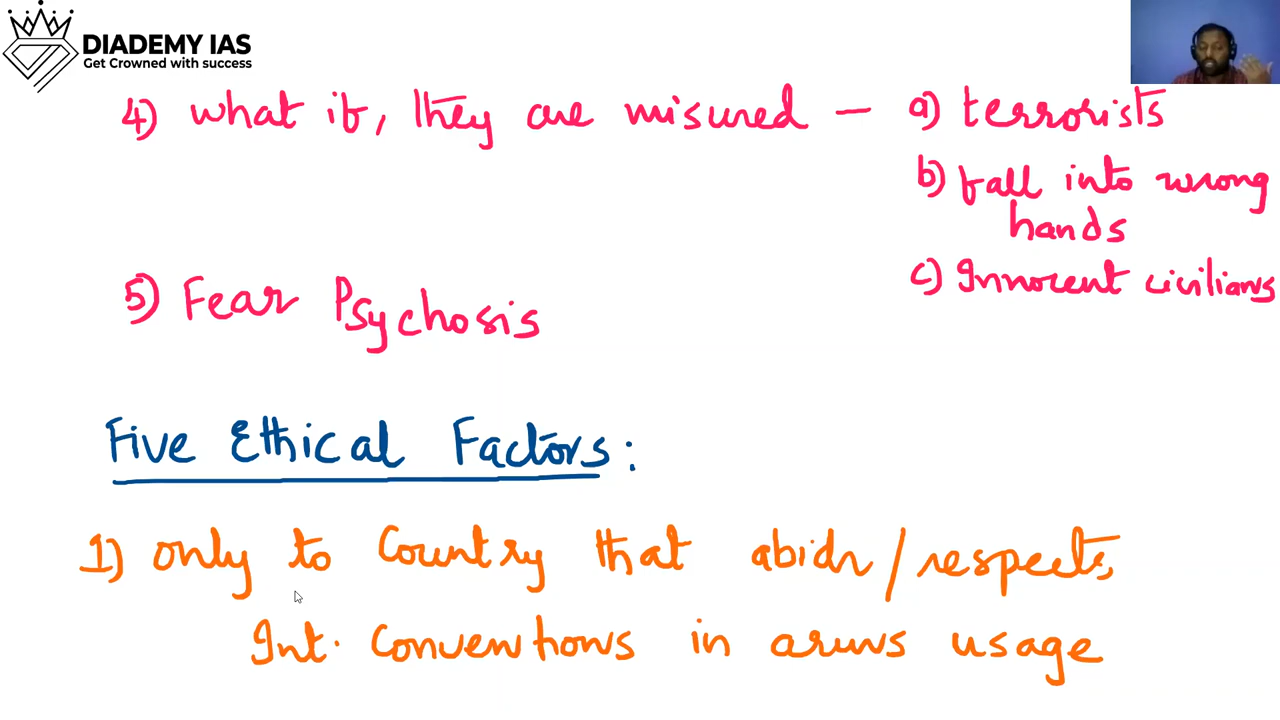 DIADEMY IAS
Get Crowned with success
4) what if, they are misused — a) terrorists
b) fall into wrong
hands
c) Innocent civilians
5) Fear Psychosis
Five Ethical Factors:
1) only to Country that abide/respects,
Int. Conventions in arms usage